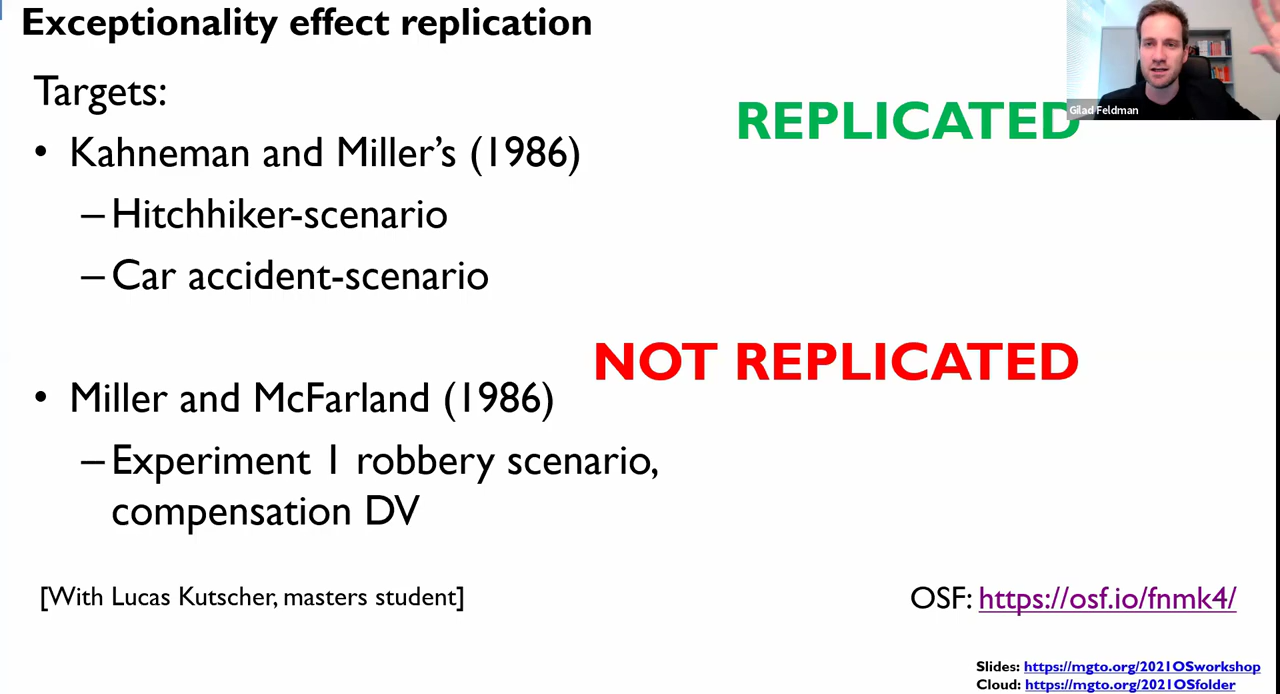 Exceptionality effect replication
Gilad Feldman
Targets:
REPLICATED
• Kahneman and Miller's (1986)
– Hitchhiker-scenario
– Car accident-scenario
NOT REPLICATED
• Miller and McFarland (1986)
– Experiment 1 robbery scenario,
compensation DV
[With Lucas Kutscher, masters student]
OSF: https://osf.io/fnmk4/
Slides: https://mgto.org/2021OSworkshop
Cloud: https://mgto.org/2021OSfolder